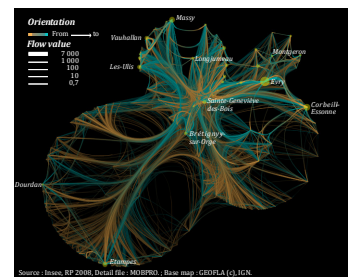 Orientation
From → to
Flow value
7 000
1 000
100
10
0,7
Massy
Vauhallan
Longjumeau
Montgeron
Les-Ulis
Evry
Sainte-Geneviève
des-Bois
Corbeil-
Essonne
Brétigny-
sur-Orge
Dourdan
Etampes
Source : Insee, RP 2008, Detail file : MOBPRO. ; Base map : GEOFLA (c), IGN.